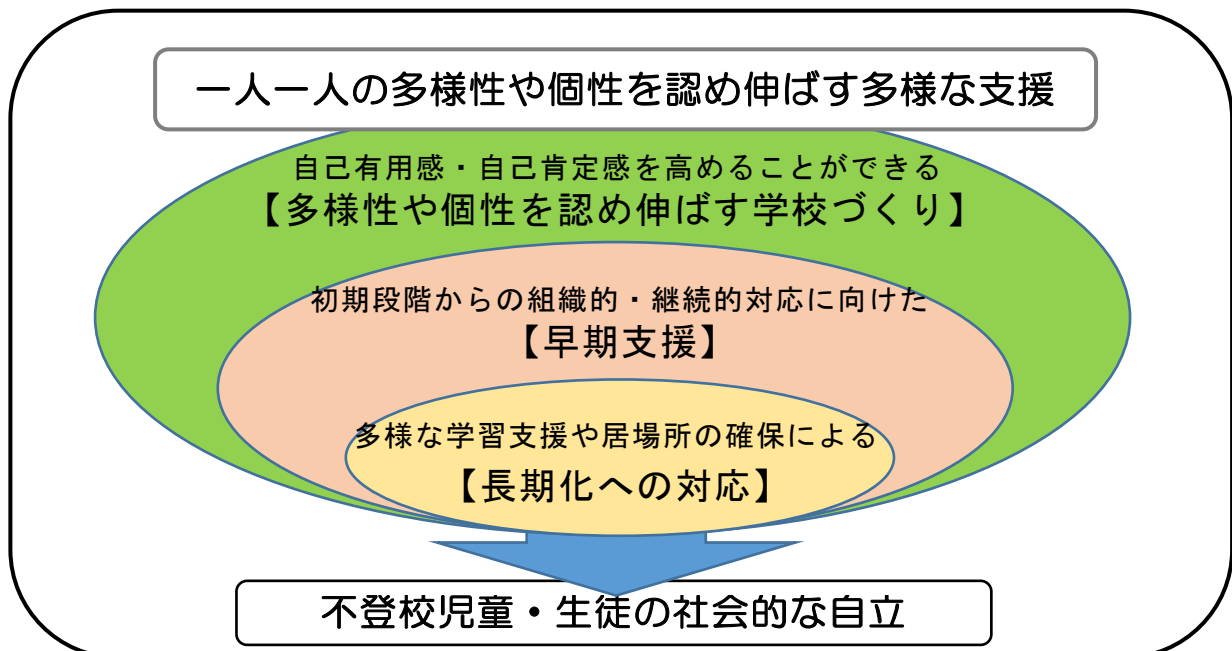 一人一人の多様性や個性を認め伸ばす多様な支援
自己有用感・自己肯定感を高めることができる
【多様性や個性を認め伸ばす学校づくり】
初期段階からの組織的・継続的対応に向けた
【早期支援】
多様な学習支援や居場所の確保による
【長期化への対応】
不登校児童・生徒の社会的な自立